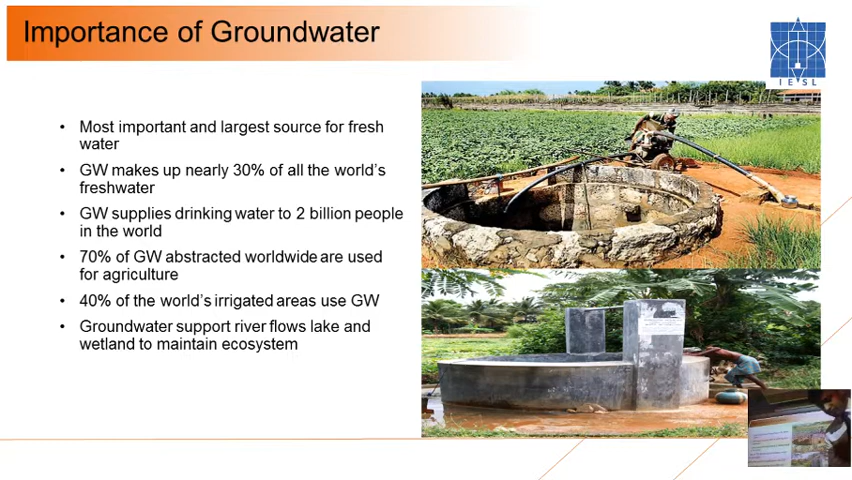 Importance of Groundwater
IESL
• Most important and largest source for fresh
water
• GW makes up nearly 30% of all the world's
freshwater
• GW supplies drinking water to 2 billion people
in the world
• 70% of GW abstracted worldwide are used
for agriculture
• 40% of the world's irrigated areas use GW
• Groundwater support river flows lake and
wetland to maintain ecosystem